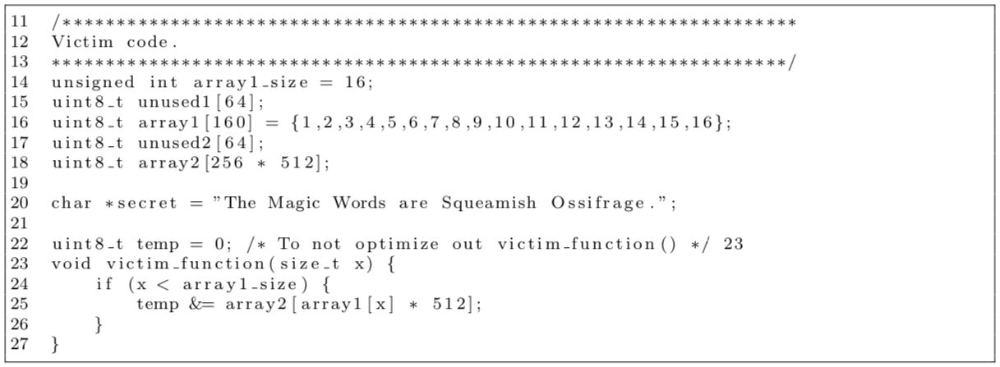 11 /********************************************************************
12 Victim code.
13 ********************************************************************/
14 unsigned int array1_size = 16;
15 uint8_t unused1[64];
16 uint8_t array1[160] = {1,2,3,4,5,6,7,8,9,10,11,12,13,14,15,16};
17 uint8_t unused2[64];
18 uint8_t array2[256 * 512];
19
20 char *secret = ”The Magic Words are Squeamish Ossifrage.”;
21
22 uint8_t temp = 0; /* To not optimize out victim_function() */ 23
23 void victim_function(size_t x) {
24     if (x < array1_size) {
25         temp &= array2[array1[x] * 512];
26     }
27 }